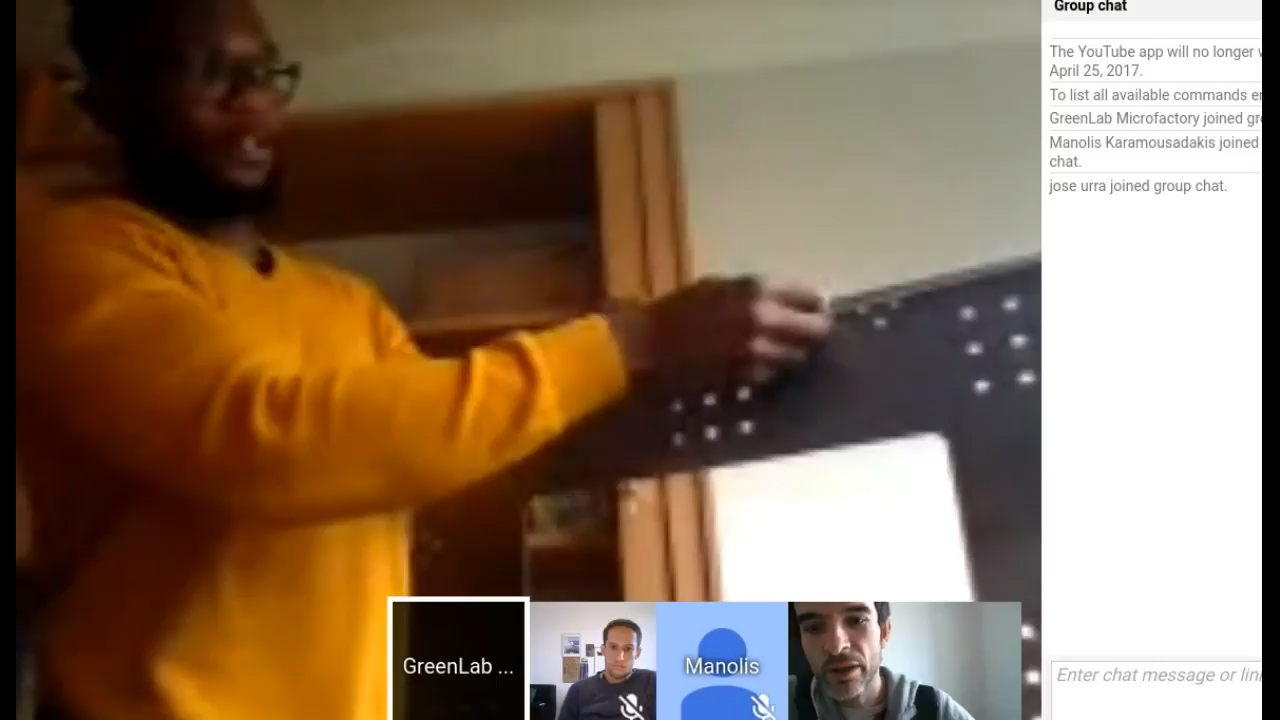 Group chat
The YouTube app will no longer
April 25, 2017.
To list all available commands
GreenLab Microfactory joined
Manolis Karamousadakis joined
chat.
jose urra joined group chat.
GreenLab ...
Manolis
Enter chat message or